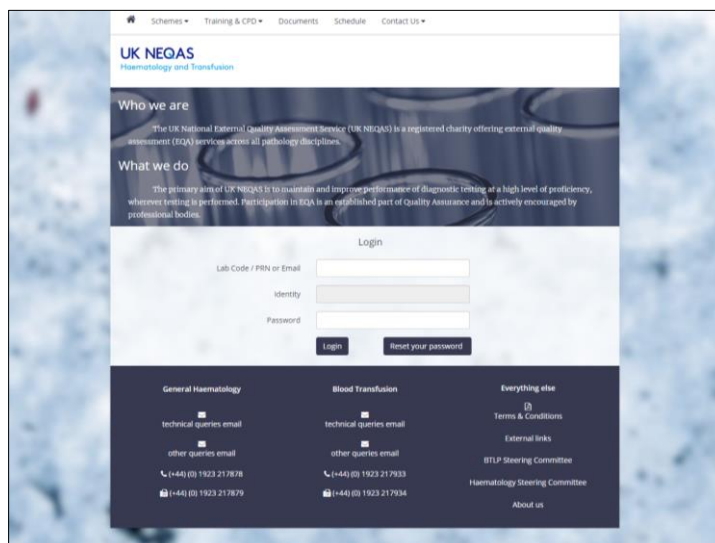 Schemes Training & CPD Documents Schedule Contact Us
UK NEQAS
Haematology and Transfusion
Who we are
The UK National External Quality Assessment Service (UK NEQAS) is a registered charity offering external quality
assessment (EQA) services across all pathology disciplines.
What we do
The primary aim of UK NEQAS is to maintain and improve performance of diagnostic testing at a high level of proficiency,
wherever testing is performed. Participation in EQA is an established part of Quality Assurance and is actively encouraged by
professional bodies.
Login
Lab Code / PRN or Email
Identity
Password
Login Reset your password
General Haematology
technical queries email
other queries email
(+44) (0) 1923 217878
(+44) (0) 1923 217879
Blood Transfusion
technical queries email
other queries email
(+44) (0) 1923 217933
(+44) (0) 1923 217934
Everything else
Terms & Conditions
External links
BTLP Steering Committee
Haematology Steering Committee
About us